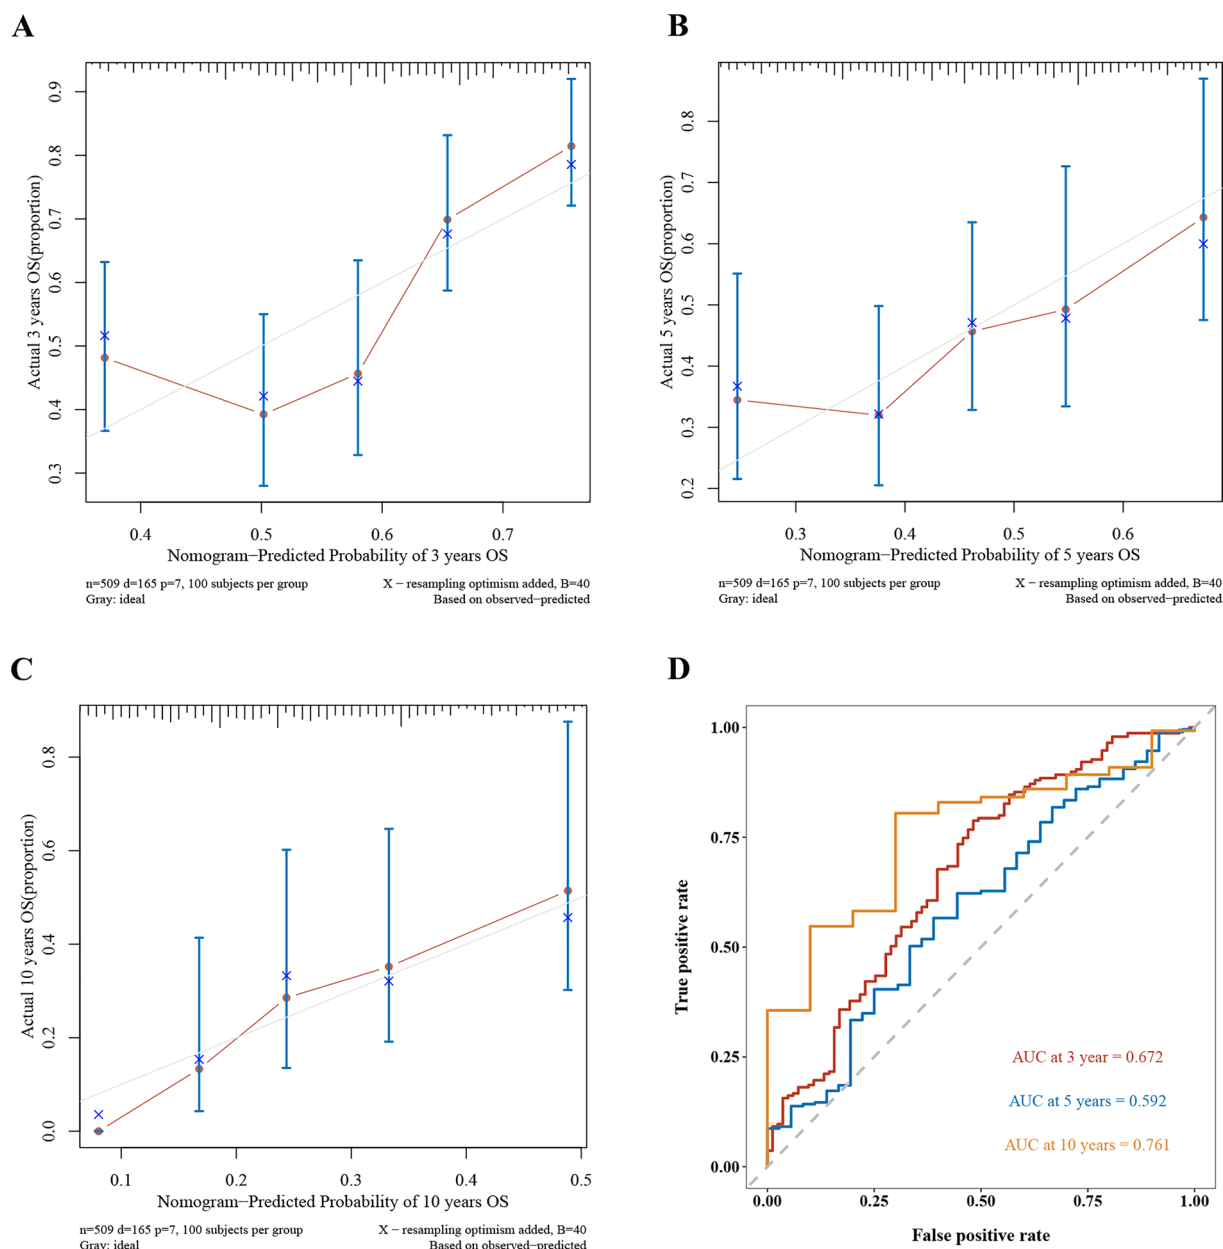 A
Actual 3 years OS(proportion)
0.9
0.8
0.7
0.6
0.5
0.4
0.3
0.4 0.5 0.6 0.7
Nomogram−Predicted Probability of 3 years OS
n=509 d=165 p=7, 100 subjects per group X − resampling optimism added, B=40
Gray: ideal Based on observed−predicted
B
Actual 5 years OS(proportion)
0.8
0.7
0.6
0.5
0.4
0.3
0.2
0.3 0.4 0.5 0.6
Nomogram−Predicted Probability of 5 years OS
n=509 d=165 p=7, 100 subjects per group X − resampling optimism added, B=40
Gray: ideal Based on observed−predicted
C
Actual 10 years OS(proportion)
0.8
0.6
0.4
0.2
0.0
0.1 0.2 0.3 0.4 0.5
Nomogram−Predicted Probability of 10 years OS
n=509 d=165 p=7, 100 subjects per group X − resampling optimism added, B=40
Gray: ideal Based on observed−predicted
D
True positive rate
1.00
0.75
0.50
0.25
0.00
AUC at 3 year = 0.672
AUC at 5 years = 0.592
AUC at 10 years = 0.761
0.00 0.25 0.50 0.75 1.00
False positive rate